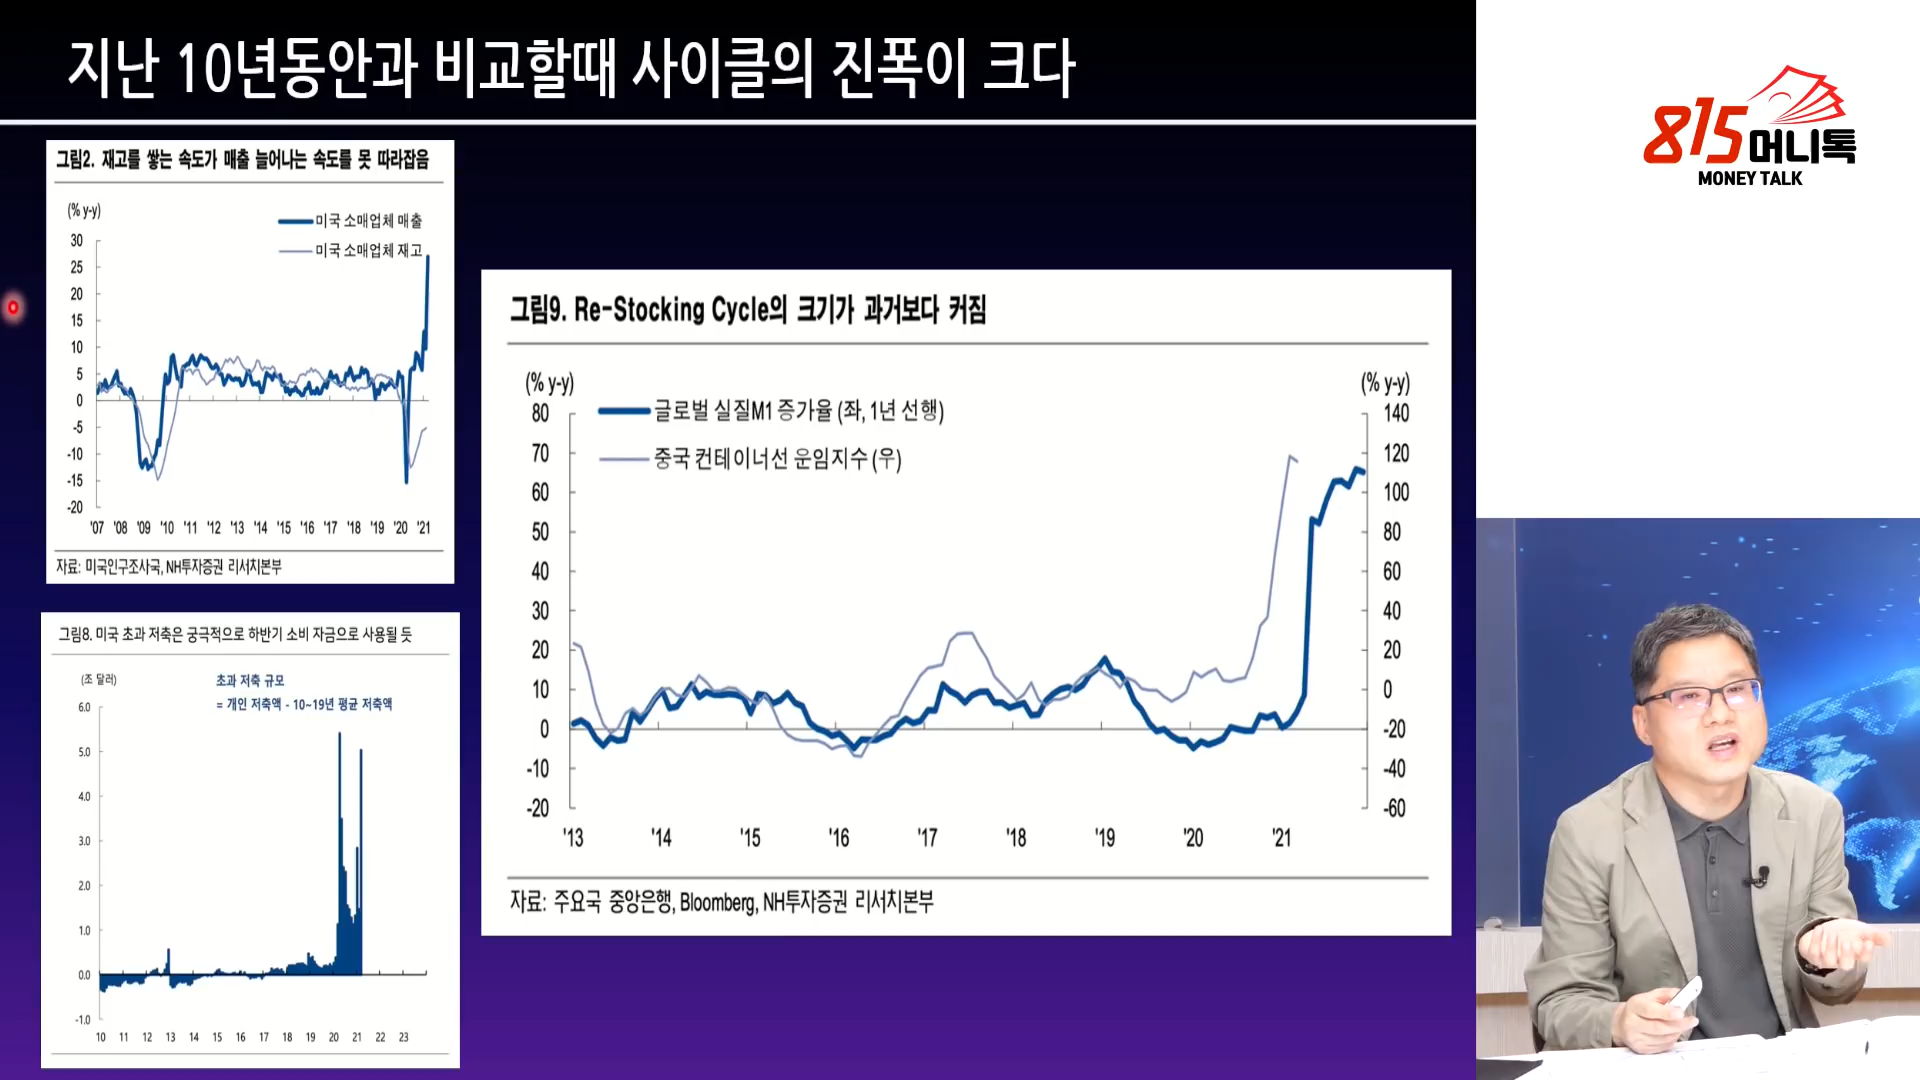 지난 10년동안과 비교할때 사이클의 진폭이 크다
815머니톡
MONEY TALK
그림2. 재고를 쌓는 속도가 매출 늘어나는 속도를 못 따라잡음
(% y-y)
미국 소매업체 매출
미국 소매업체 재고
30
25
20
15
10
5
0
-5
-10
-15
-20
'07 '08 '09 '10 '11 '12 '13 '14 '15 '16 '17 '18 '19 '20 '21
자료: 미국인구조사국, NH투자증권 리서치본부
그림8. 미국 초과 저축은 궁극적으로 하반기 소비 자금으로 사용될 듯
(조 달러)
초과 저축 규모
= 개인 저축액 - 10~19년 평균 저축액
6.0
5.0
4.0
3.0
2.0
1.0
0.0
-1.0
10 11 12 13 14 15 16 17 18 19 20 21 22 23
그림9. Re-Stocking Cycle의 크기가 과거보다 커짐
(% y-y) (% y-y)
글로벌 실질M1 증가율 (좌, 1년 선행)
중국 컨테이너선 운임지수 (우)
80 140
70 120
60 100
50 80
40 60
30 40
20 20
10 0
0 -20
-10 -40
-20 -60
'13 '14 '15 '16 '17 '18 '19 '20 '21
자료: 주요국 중앙은행, Bloomberg, NH투자증권 리서치본부